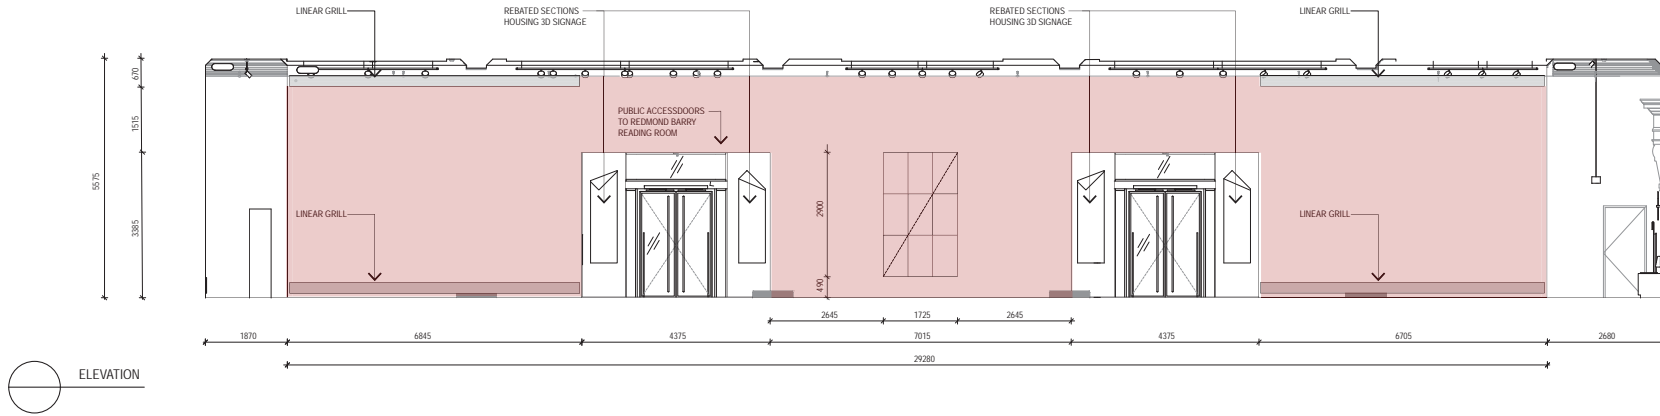 LINEAR GRILL
REBATED SECTIONS
HOUSING 3D SIGNAGE
REBATED SECTIONS
HOUSING 3D SIGNAGE
LINEAR GRILL
670
1515
5575
3385
PUBLIC ACCESSDOORS
TO REDMOND BARRY
READING ROOM
2900
490
LINEAR GRILL
LINEAR GRILL
2645
1725
2645
1870
6845
4375
7015
4375
6705
2680
29280
ELEVATION